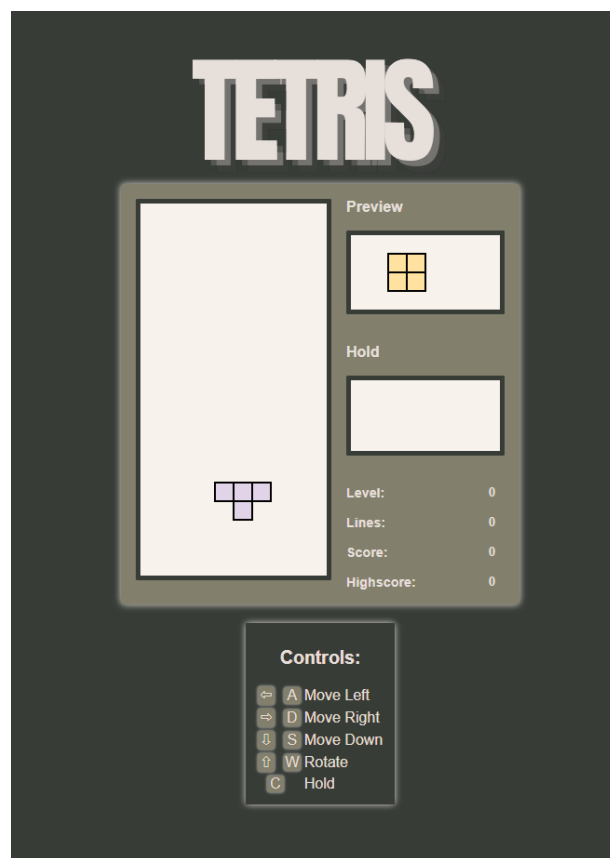 TETRIS
Preview
Hold
Level: 0
Lines: 0
Score: 0
Highscore: 0
Controls:
⇦ A Move Left
⇨ D Move Right
⇩ S Move Down
⇧ W Rotate
C Hold